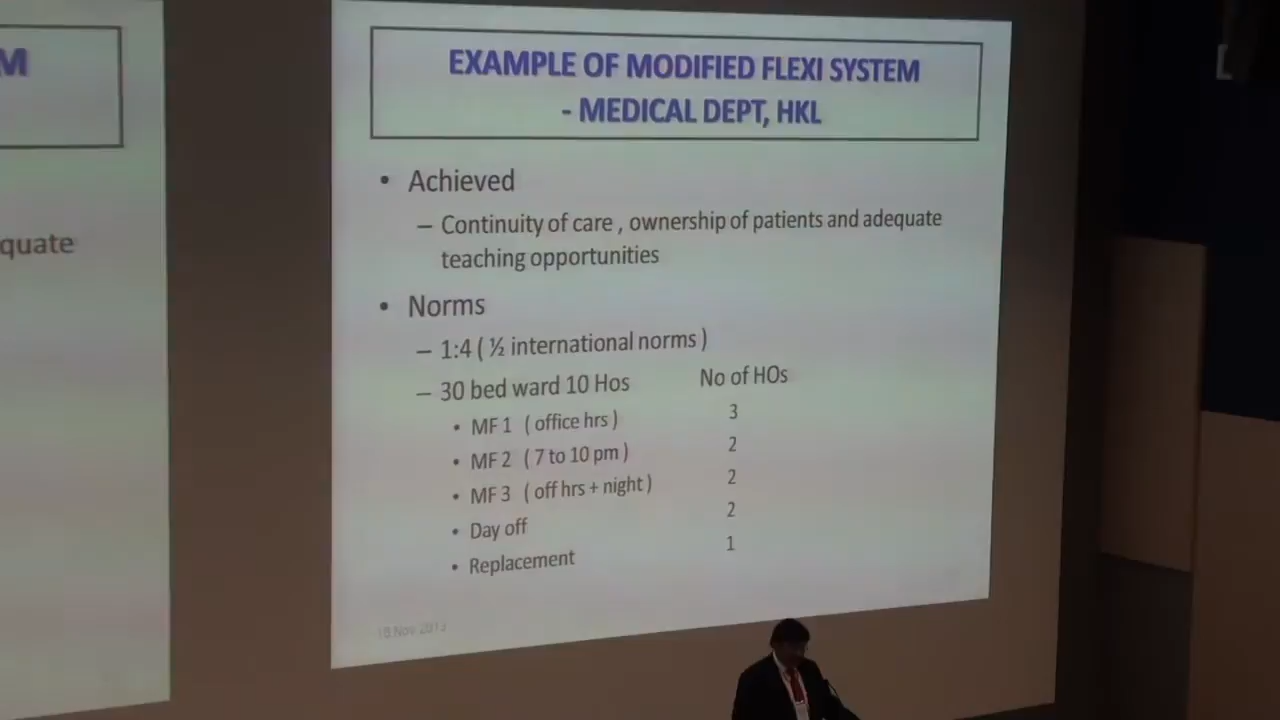 M
quate
EXAMPLE OF MODIFIED FLEXI SYSTEM
- MEDICAL DEPT, HKL
• Achieved
– Continuity of care , ownership of patients and adequate
teaching opportunities
• Norms
– 1:4 ( ½ international norms )
– 30 bed ward 10 Hos No of HOs
• MF 1 ( office hrs ) 3
• MF 2 ( 7 to 10 pm ) 2
• MF 3 ( off hrs + night ) 2
• Day off 2
• Replacement 1
Nov 2013